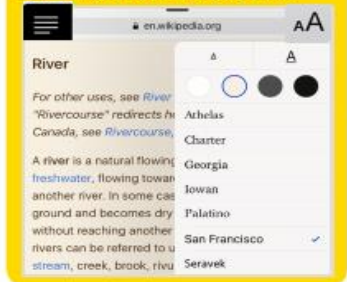 en.wikipedia.org
AA
River
For other uses, see River
"Rivercourse" redirects h
Canada, see Rivercourse,
A river is a natural flowing
freshwater, flowing towar
another river. In some cas
ground and becomes dry
without reaching another
rivers can be referred to u
stream, creek, brook, rivu
A
A
Athelas
Charter
Georgia
Iowan
Palatino
San Francisco
Seravek